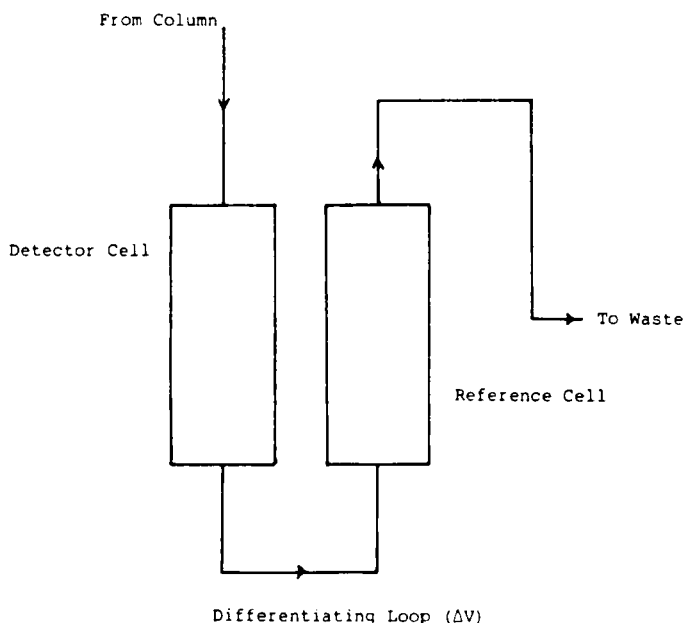 From Column
Detector Cell
To Waste
Reference Cell
Differentiating Loop (ΔV)